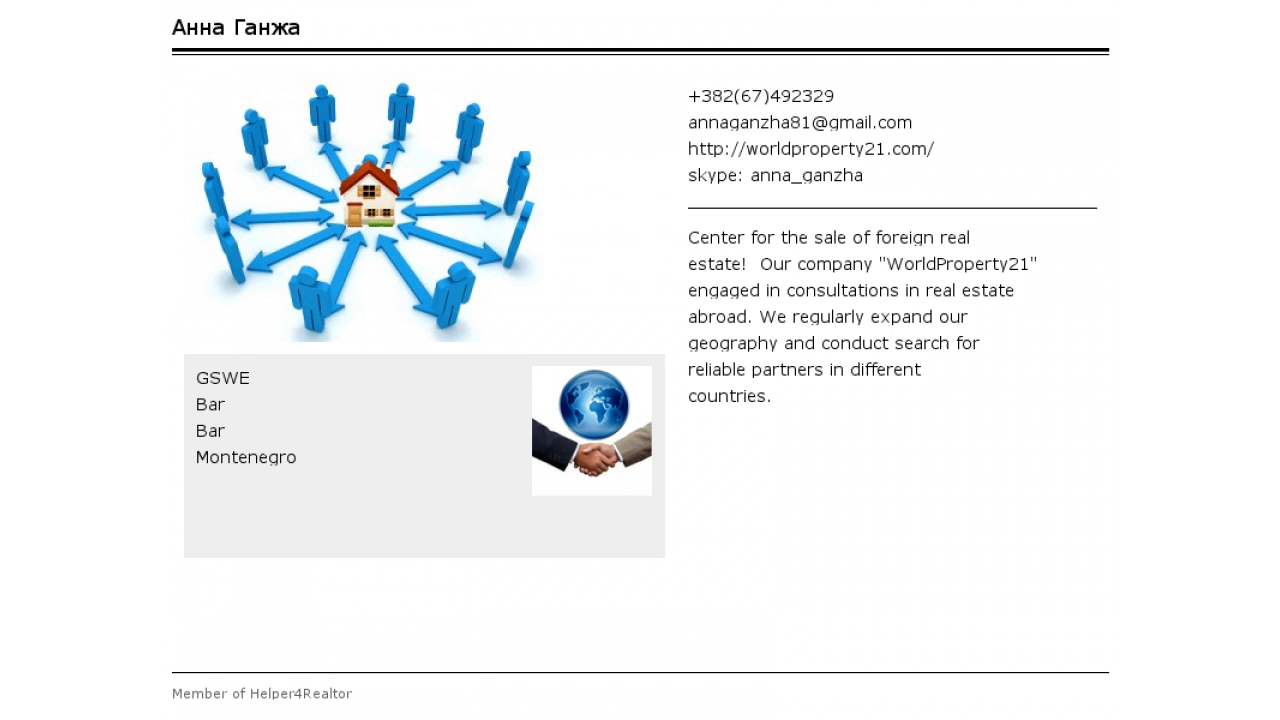 Анна Ганжа
+382(67)492329
annaganzha81@gmail.com
http://worldproperty21.com/
skype: anna_ganzha
Center for the sale of foreign real
estate!  Our company "WorldProperty21"
engaged in consultations in real estate
abroad. We regularly expand our
geography and conduct search for
reliable partners in different
countries.
GSWE
Bar
Bar
Montenegro
Member of Helper4Realtor